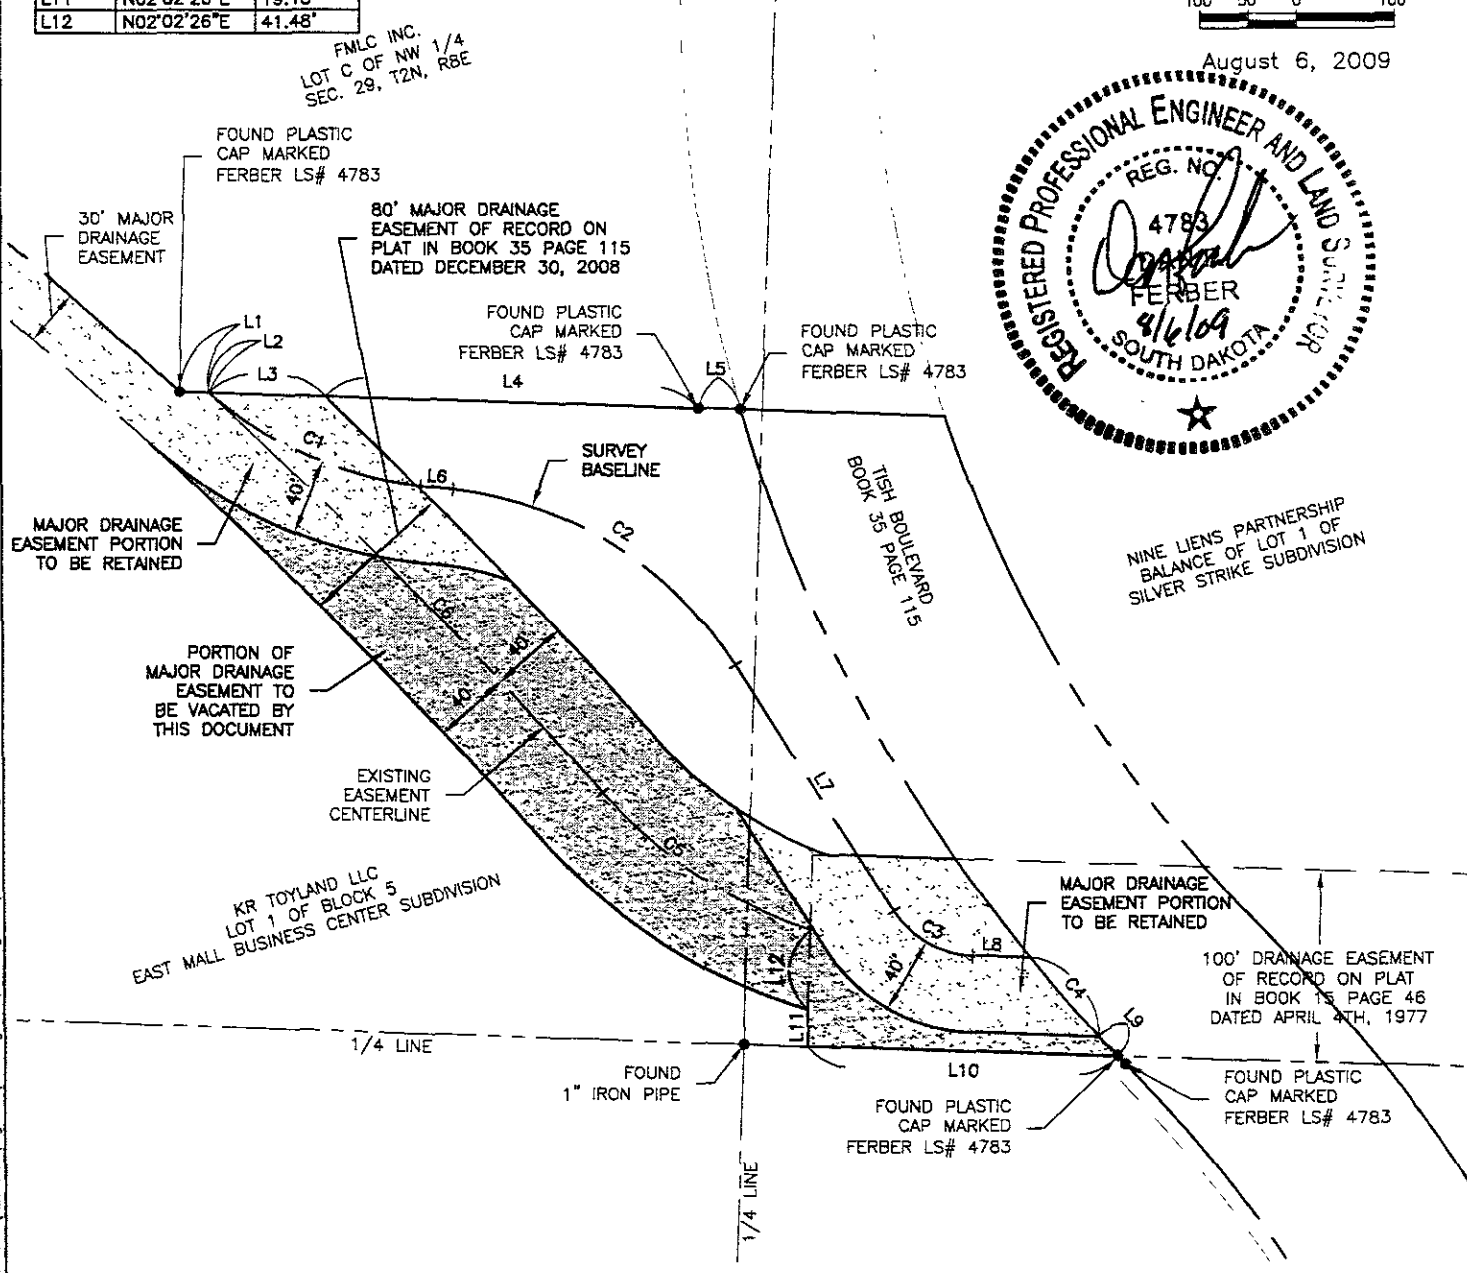 L12 N02°02'26"E 41.48'
100 50 0 100
August 6, 2009
FMLC INC.
LOT C OF NW 1/4
SEC. 29, T2N, R8E
FOUND PLASTIC
CAP MARKED
FERBER LS# 4783
30' MAJOR
DRAINAGE
EASEMENT
80' MAJOR DRAINAGE
EASEMENT OF RECORD ON
PLAT IN BOOK 35 PAGE 115
DATED DECEMBER 30, 2008
REGISTERED PROFESSIONAL ENGINEER AND LAND SURVEYOR
REG. NO.
4783
FERBER
SOUTH DAKOTA
FOUND PLASTIC
CAP MARKED
FERBER LS# 4783
FOUND PLASTIC
CAP MARKED
FERBER LS# 4783
L1
L2
L3
L4
L5
C1
L6
40'
SURVEY
BASELINE
C2
TISH BOULEVARD
BOOK 35 PAGE 115
NINE LIENS PARTNERSHIP
BALANCE OF LOT 1 OF
SILVER STRIKE SUBDIVISION
MAJOR DRAINAGE
EASEMENT PORTION
TO BE RETAINED
C6
40'
40'
PORTION OF
MAJOR DRAINAGE
EASEMENT TO
BE VACATED BY
THIS DOCUMENT
EXISTING
EASEMENT
CENTERLINE
L7
C5
KR TOYLAND LLC
LOT 1 OF BLOCK 5
EAST MALL BUSINESS CENTER SUBDIVISION
MAJOR DRAINAGE
EASEMENT PORTION
TO BE RETAINED
C3
L8
40'
C4
L9
L12
L11
L10
100' DRAINAGE EASEMENT
OF RECORD ON PLAT
IN BOOK 15 PAGE 46
DATED APRIL 4TH, 1977
1/4 LINE
FOUND
1" IRON PIPE
FOUND PLASTIC
CAP MARKED
FERBER LS# 4783
FOUND PLASTIC
CAP MARKED
FERBER LS# 4783
1/4 LINE